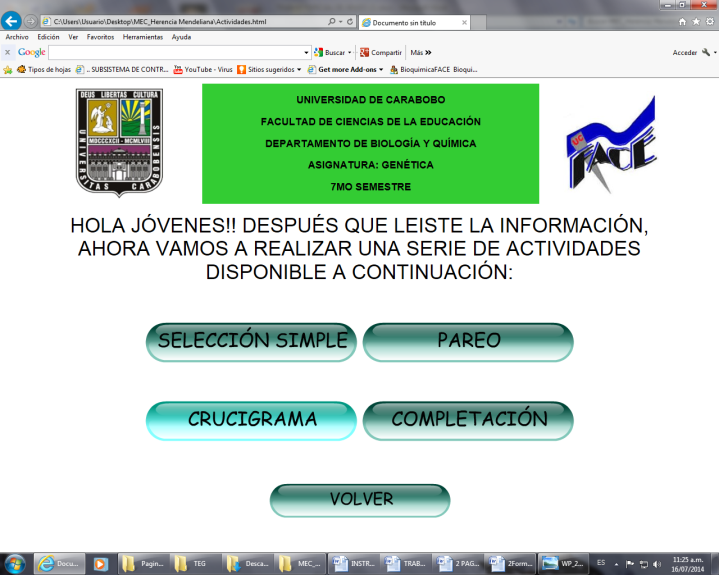 C:\Users\Usuario\Desktop\MEC_Herencia Mendeliana\Actividades.html
Documento sin título
Archivo Edición Ver Favoritos Herramientas Ayuda
Google Buscar Compartir Más » Acceder
Tipos de hojas .. SUBSISTEMA DE CONTR... YouTube - Virus Sitios sugeridos Get more Add-ons BioquimicaFACE Bioqui...
DEUS LIBERTAS CULTURA
MDCCCXCII - MCMLVIII
UNIVERSITAS CARABOBENSIS
UNIVERSIDAD DE CARABOBO
FACULTAD DE CIENCIAS DE LA EDUCACIÓN
DEPARTAMENTO DE BIOLOGÍA Y QUÍMICA
ASIGNATURA: GENÉTICA
7MO SEMESTRE
UC
FACE
HOLA JÓVENES!! DESPUÉS QUE LEISTE LA INFORMACIÓN,
AHORA VAMOS A REALIZAR UNA SERIE DE ACTIVIDADES
DISPONIBLE A CONTINUACIÓN:
SELECCIÓN SIMPLE PAREO
CRUCIGRAMA COMPLETACIÓN
VOLVER
Docu... Pagin... TEG Desca... MEC_... INSTR... TRAB... 2 PAG... 2Form... WP_2... ES 11:25 a.m.
16/07/2014